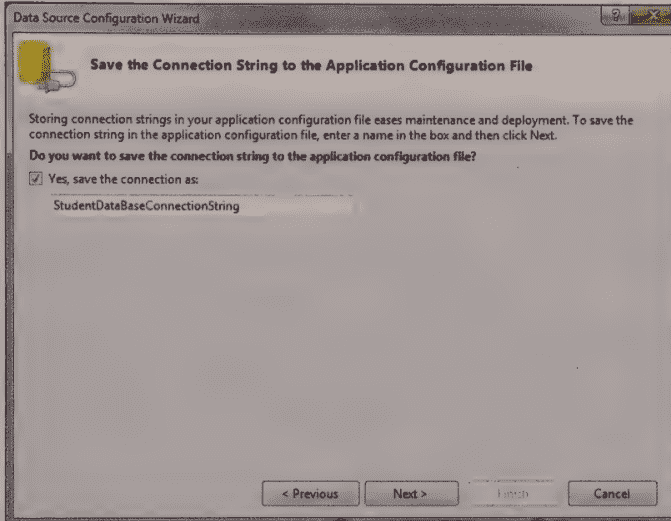 Data Source Configuration Wizard
Save the Connection String to the Application Configuration File
Storing connection strings in your application configuration file eases maintenance and deployment. To save the
connection string in the application configuration file, enter a name in the box and then click Next.
Do you want to save the connection string to the application configuration file?
Yes, save the connection as:
StudentDataBaseConnectionString
< Previous
Next >
Finish
Cancel